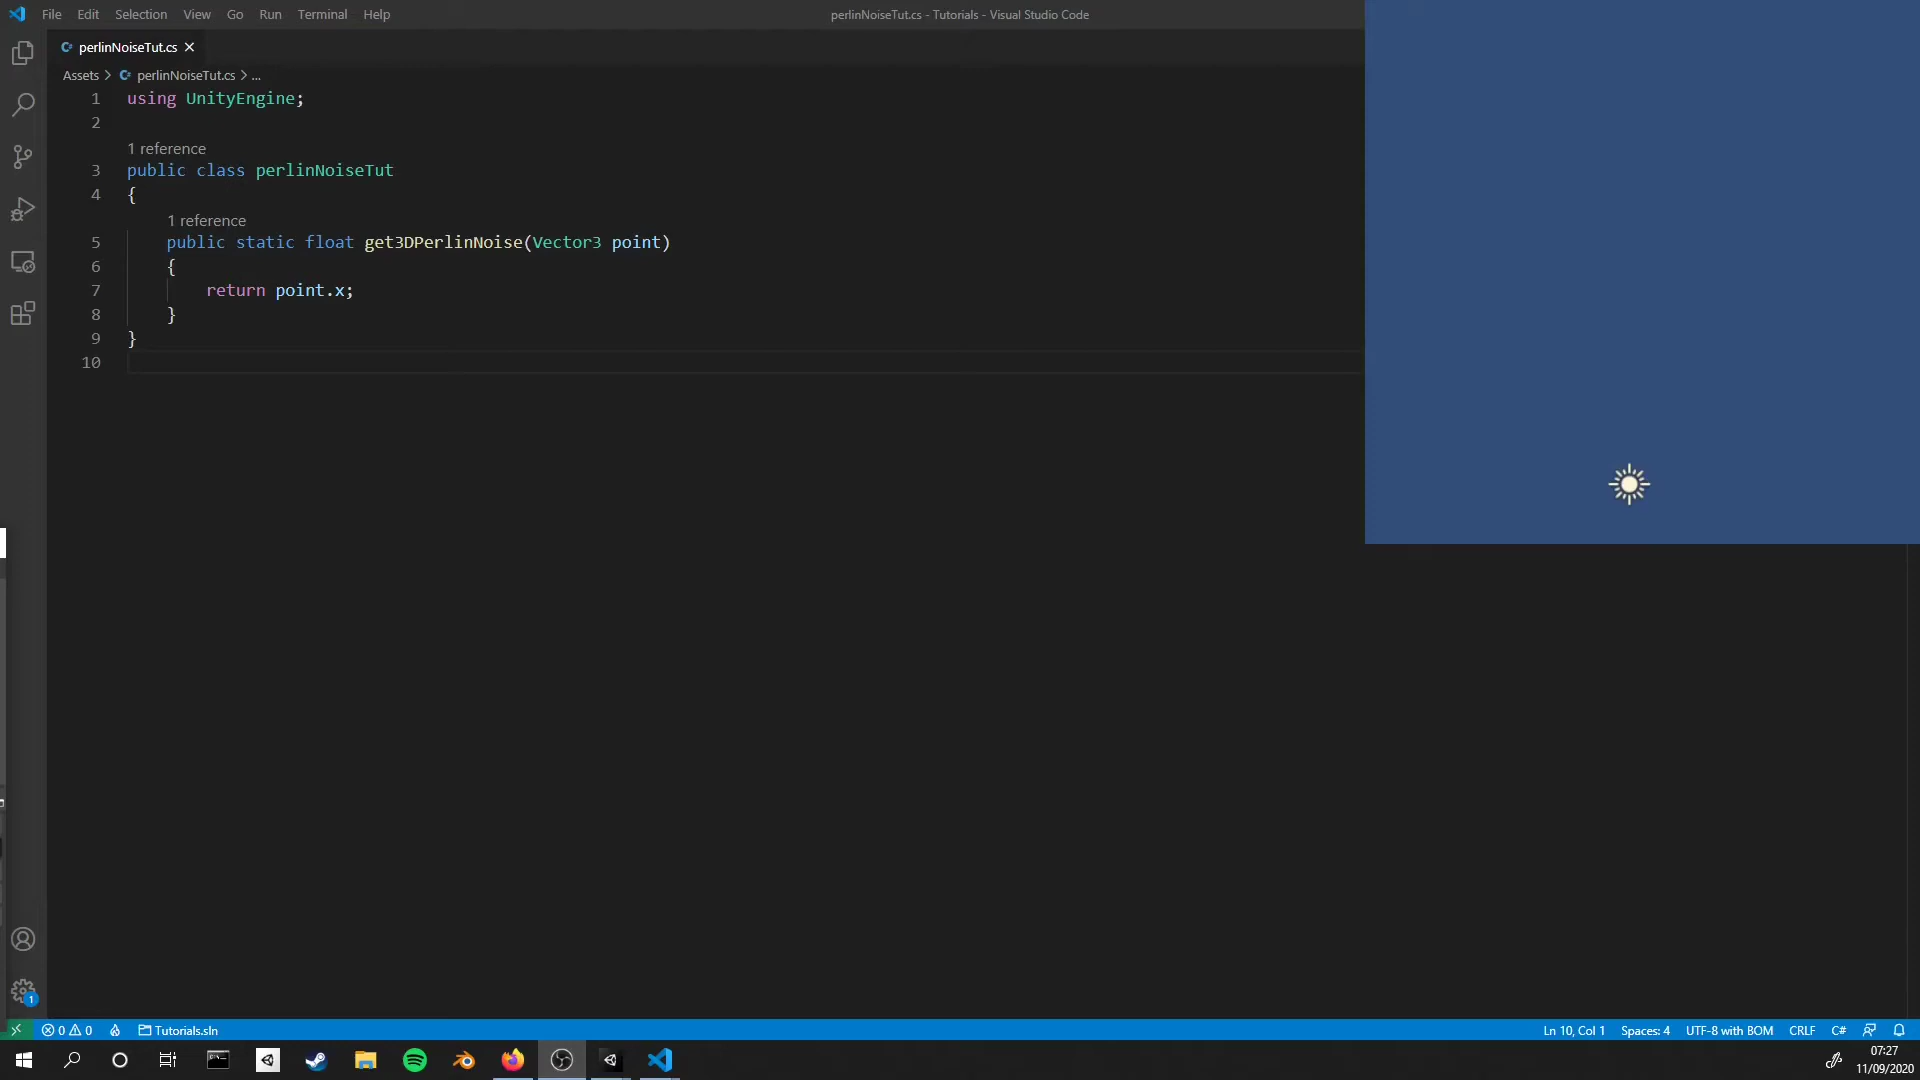 File Edit Selection View Go Run Terminal Help
perlinNoiseTut.cs - Tutorials - Visual Studio Code
perlinNoiseTut.cs
Assets > perlinNoiseTut.cs > ...
1 using UnityEngine;
2
1 reference
3 public class perlinNoiseTut
4 {
1 reference
5 public static float get3DPerlinNoise(Vector3 point)
6 {
7 return point.x;
8 }
9 }
10
1
0 0 Tutorials.sln
Ln 10, Col 1 Spaces: 4 UTF-8 with BOM CRLF C#
07:27
11/09/2020